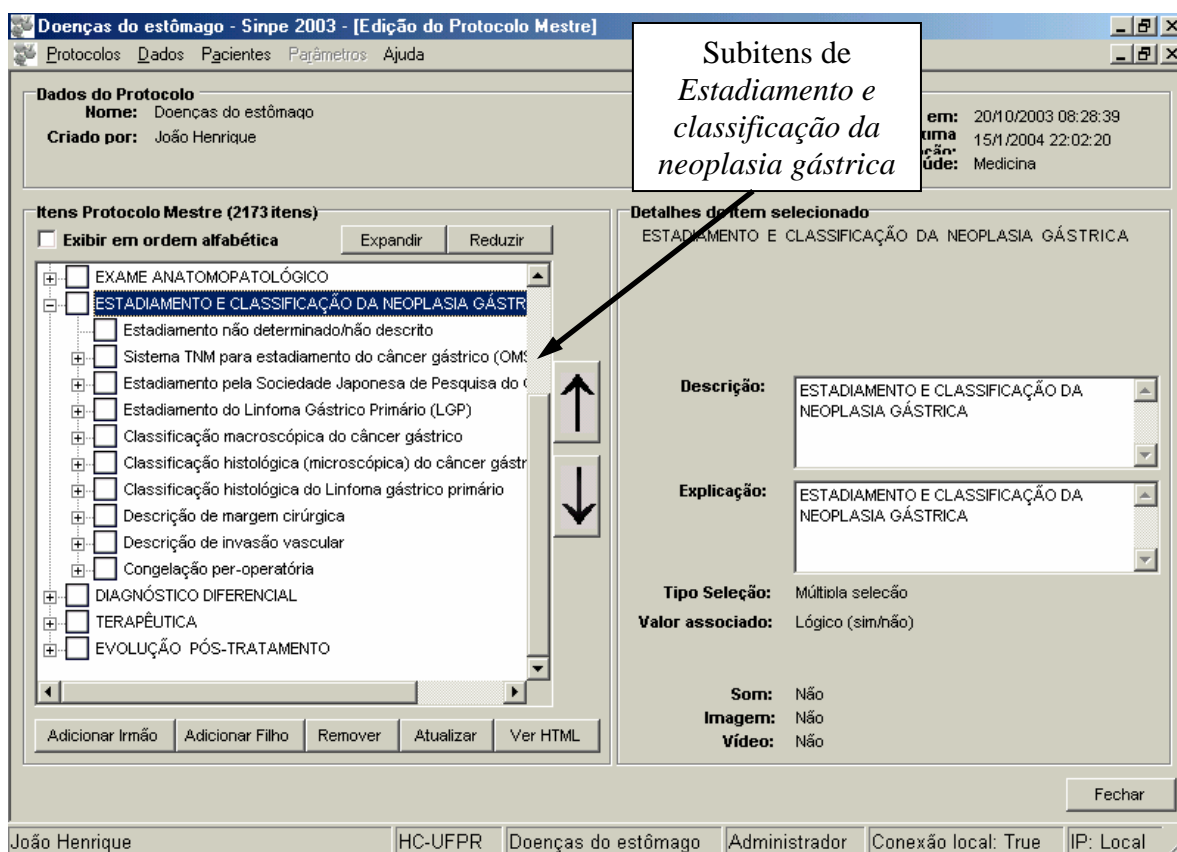 Doenças do estômago - Sinpe 2003 - [Edição do Protocolo Mestre]
Protocolos Dados Pacientes Parâmetros Ajuda
Subitens de
Estadiamento e
classificação da
neoplasia gástrica
Dados do Protocolo
Nome: Doenças do estômago
Criado por: João Henrique
em: 20/10/2003 08:28:39
15/1/2004 22:02:20
Medicina
Itens Protocolo Mestre (2173 itens)
Exibir em ordem alfabética Expandir Reduzir
EXAME ANATOMOPATOLÓGICO
ESTADIAMENTO E CLASSIFICAÇÃO DA NEOPLASIA GÁSTR
Estadiamento não determinado/não descrito
Sistema TNM para estadiamento do câncer gástrico (OMS
Estadiamento pela Sociedade Japonesa de Pesquisa do
Estadiamento do Linfoma Gástrico Primário (LGP)
Classificação macroscópica do câncer gástrico
Classificação histológica (microscópica) do câncer gástr
Classificação histológica do Linfoma gástrico primário
Descrição de margem cirúrgica
Descrição de invasão vascular
Congelação per-operatória
DIAGNÓSTICO DIFERENCIAL
TERAPÊUTICA
EVOLUÇÃO PÓS-TRATAMENTO
Adicionar Irmão Adicionar Filho Remover Atualizar Ver HTML
Detalhes do item selecionado
ESTADIAMENTO E CLASSIFICAÇÃO DA NEOPLASIA GÁSTRICA
Descrição: ESTADIAMENTO E CLASSIFICAÇÃO DA
NEOPLASIA GÁSTRICA
Explicação: ESTADIAMENTO E CLASSIFICAÇÃO DA
NEOPLASIA GÁSTRICA
Tipo Seleção: Múltipla seleção
Valor associado: Lógico (sim/não)
Som: Não
Imagem: Não
Vídeo: Não
Fechar
João Henrique HC-UFPR Doenças do estômago Administrador Conexão local: True IP: Local